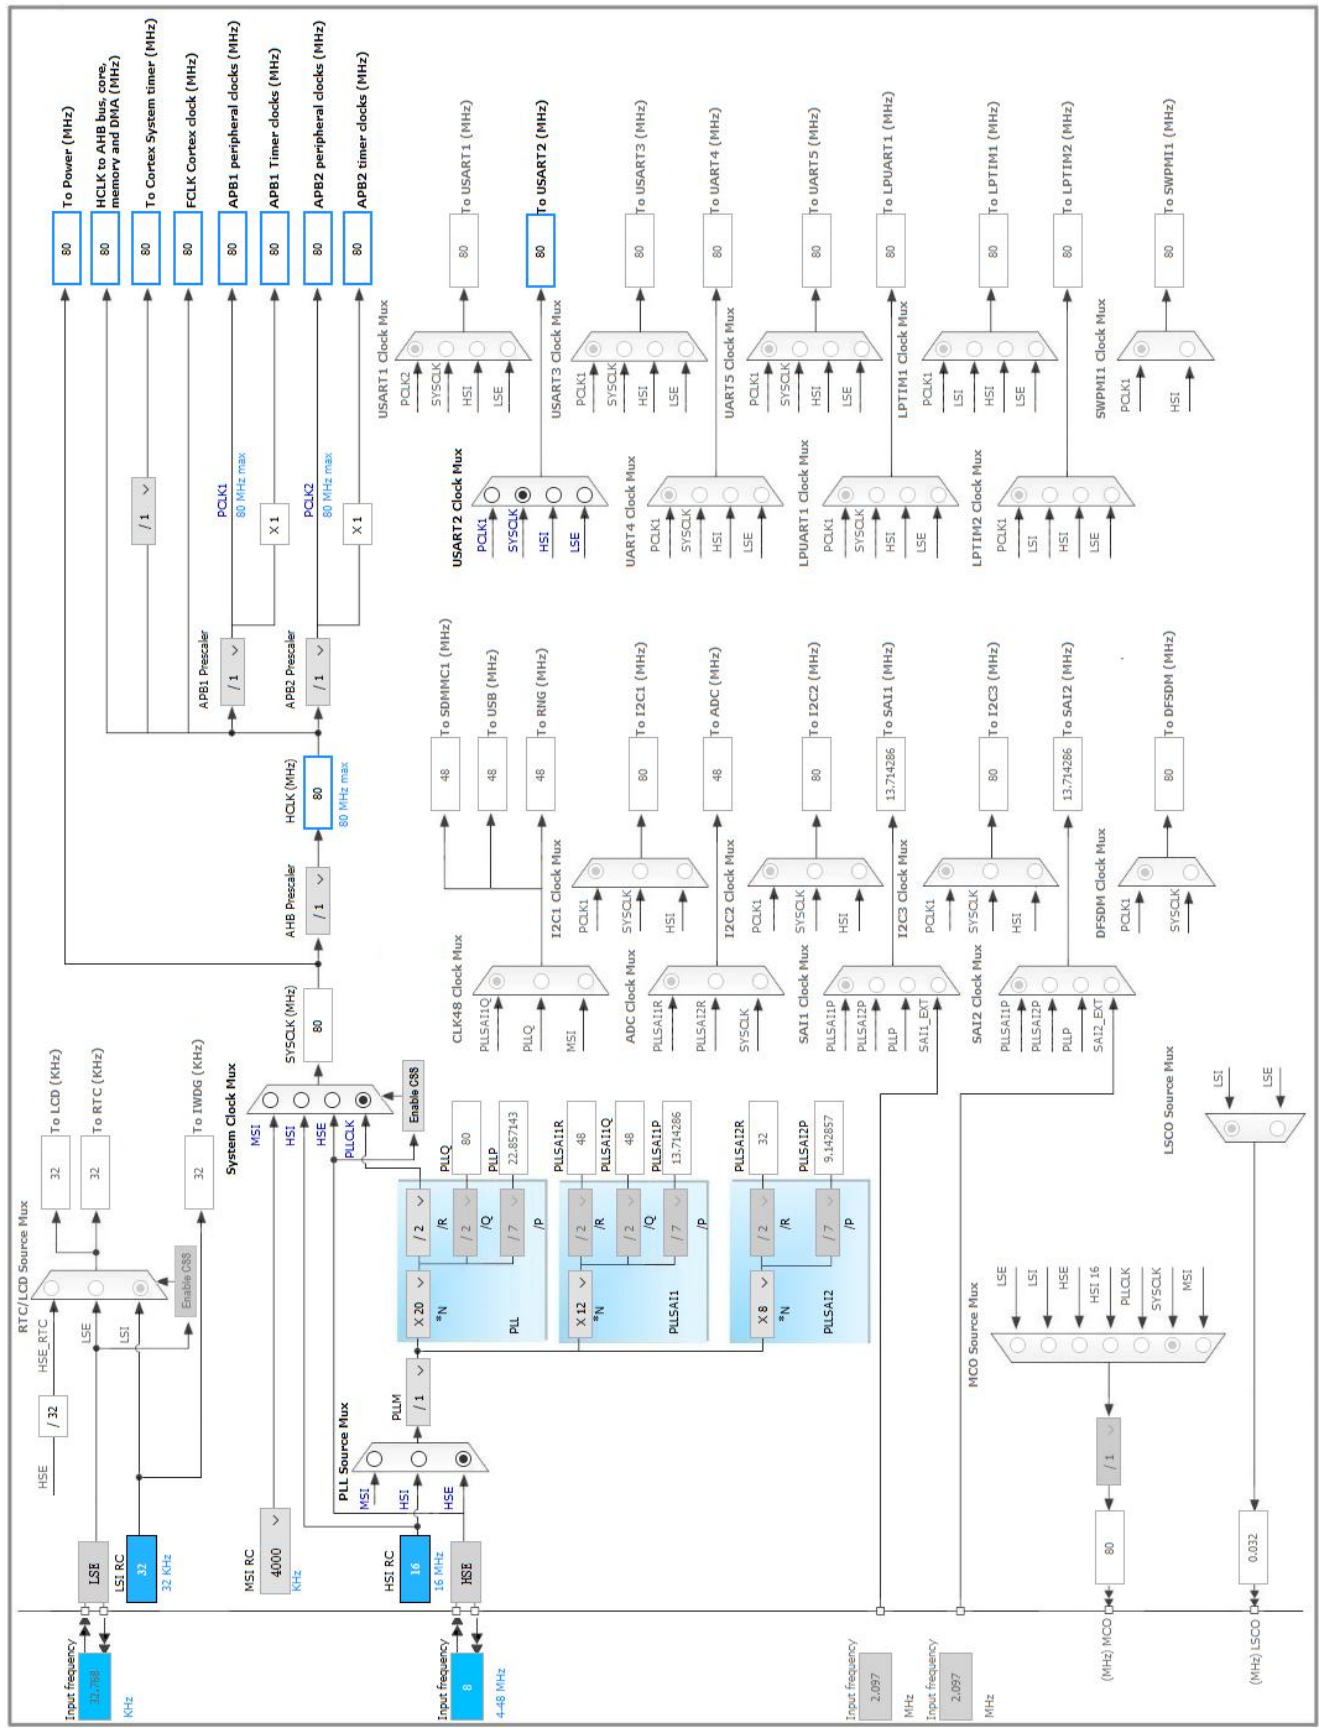 RTC/LCD Source Mux
HSE
/ 32
HSE_RTC
32
To LCD (KHz)
Input frequency
32.768
KHz
LSE
LSE
32
To RTC (KHz)
LSI RC
32
32 KHz
LSI
Enable CSS
32
To IWDG (KHz)
System Clock Mux
MSI RC
4000
KHz
MSI
HSI
HSE
PLLCLK
SYSCLK (MHz)
80
AHB Prescaler
/ 1
HCLK (MHz)
80
80 MHz max
Enable CSS
80
To Power (MHz)
80
HCLK to AHB bus, core,
memory and DMA (MHz)
/ 1
80
To Cortex System timer (MHz)
80
FCLK Cortex clock (MHz)
APB1 Prescaler
/ 1
PCLK1
80 MHz max
80
APB1 peripheral clocks (MHz)
X 1
80
APB1 Timer clocks (MHz)
APB2 Prescaler
/ 1
PCLK2
80 MHz max
80
APB2 peripheral clocks (MHz)
X 1
80
APB2 timer clocks (MHz)
PLL Source Mux
MSI
HSI RC
16
16 MHz
HSI
Input frequency
8
4-48 MHz
HSE
HSE
PLLM
/ 1
X 20
*N
PLL
/ 2
/R
/ 2
/Q
/ 7
/P
PLLQ
80
PLLP
22.857143
X 12
*N
PLLSAI1
/ 2
/R
/ 2
/Q
/ 7
/P
PLLSAI1R
48
PLLSAI1Q
48
PLLSAI1P
13.714286
X 8
*N
PLLSAI2
/ 2
/R
/ 7
/P
PLLSAI2R
32
PLLSAI2P
9.142857
Input frequency
2.097
MHz
Input frequency
2.097
MHz
CLK48 Clock Mux
PLLSAI1Q
PLLQ
MSI
48
To SDMMC1 (MHz)
48
To USB (MHz)
48
To RNG (MHz)
I2C1 Clock Mux
PCLK1
SYSCLK
HSI
80
To I2C1 (MHz)
ADC Clock Mux
PLLSAI1R
PLLSAI2R
SYSCLK
48
To ADC (MHz)
I2C2 Clock Mux
PCLK1
SYSCLK
HSI
80
To I2C2 (MHz)
SAI1 Clock Mux
PLLSAI1P
PLLSAI2P
PLLP
SAI1_EXT
13.714286
To SAI1 (MHz)
I2C3 Clock Mux
PCLK1
SYSCLK
HSI
80
To I2C3 (MHz)
SAI2 Clock Mux
PLLSAI1P
PLLSAI2P
PLLP
SAI2_EXT
13.714286
To SAI2 (MHz)
DFSDM Clock Mux
PCLK1
SYSCLK
80
To DFSDM (MHz)
USART1 Clock Mux
PCLK2
SYSCLK
HSI
LSE
80
To USART1 (MHz)
USART2 Clock Mux
PCLK1
SYSCLK
HSI
LSE
80
To USART2 (MHz)
USART3 Clock Mux
PCLK1
SYSCLK
HSI
LSE
80
To USART3 (MHz)
UART4 Clock Mux
PCLK1
SYSCLK
HSI
LSE
80
To UART4 (MHz)
UART5 Clock Mux
PCLK1
SYSCLK
HSI
LSE
80
To UART5 (MHz)
LPUART1 Clock Mux
PCLK1
SYSCLK
HSI
LSE
80
To LPUART1 (MHz)
LPTIM1 Clock Mux
PCLK1
LSI
HSI
LSE
80
To LPTIM1 (MHz)
LPTIM2 Clock Mux
PCLK1
LSI
HSI
LSE
80
To LPTIM2 (MHz)
SWPMI1 Clock Mux
PCLK1
HSI
80
To SWPMI1 (MHz)
MCO Source Mux
LSE
LSI
HSE
HSI 16
PLLCLK
SYSCLK
MSI
/ 1
80
(MHz) MCO
LSCO Source Mux
LSI
LSE
0.032
(MHz) LSCO